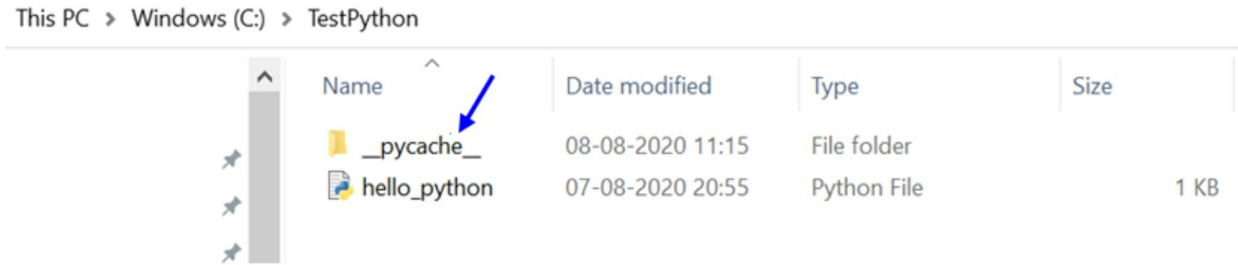 This PC > Windows (C:) > TestPython
Name Date modified Type Size
__pycache__ 08-08-2020 11:15 File folder
hello_python 07-08-2020 20:55 Python File 1 KB